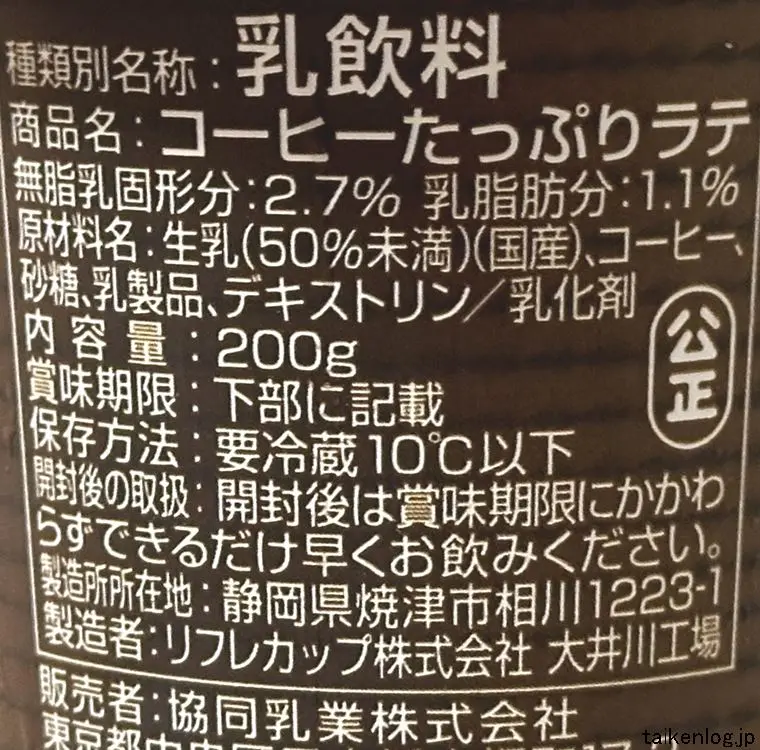 種類別名称：乳飲料
商品名：コーヒーたっぷりラテ
無脂乳固形分：2.7% 乳脂肪分：1.1%
原材料名：生乳(50%未満)(国産)、コーヒー、
砂糖、乳製品、デキストリン／乳化剤
内容量：200g
公正
賞味期限：下部に記載
保存方法：要冷蔵10℃以下
開封後の取扱：開封後は賞味期限にかかわ
らずできるだけ早くお飲みください。
製造所所在地：静岡県焼津市相川1223-1
製造者：リフレカップ株式会社 大井川工場
販売者：協同乳業株式会社
東京都中央区
taikenlog.jp